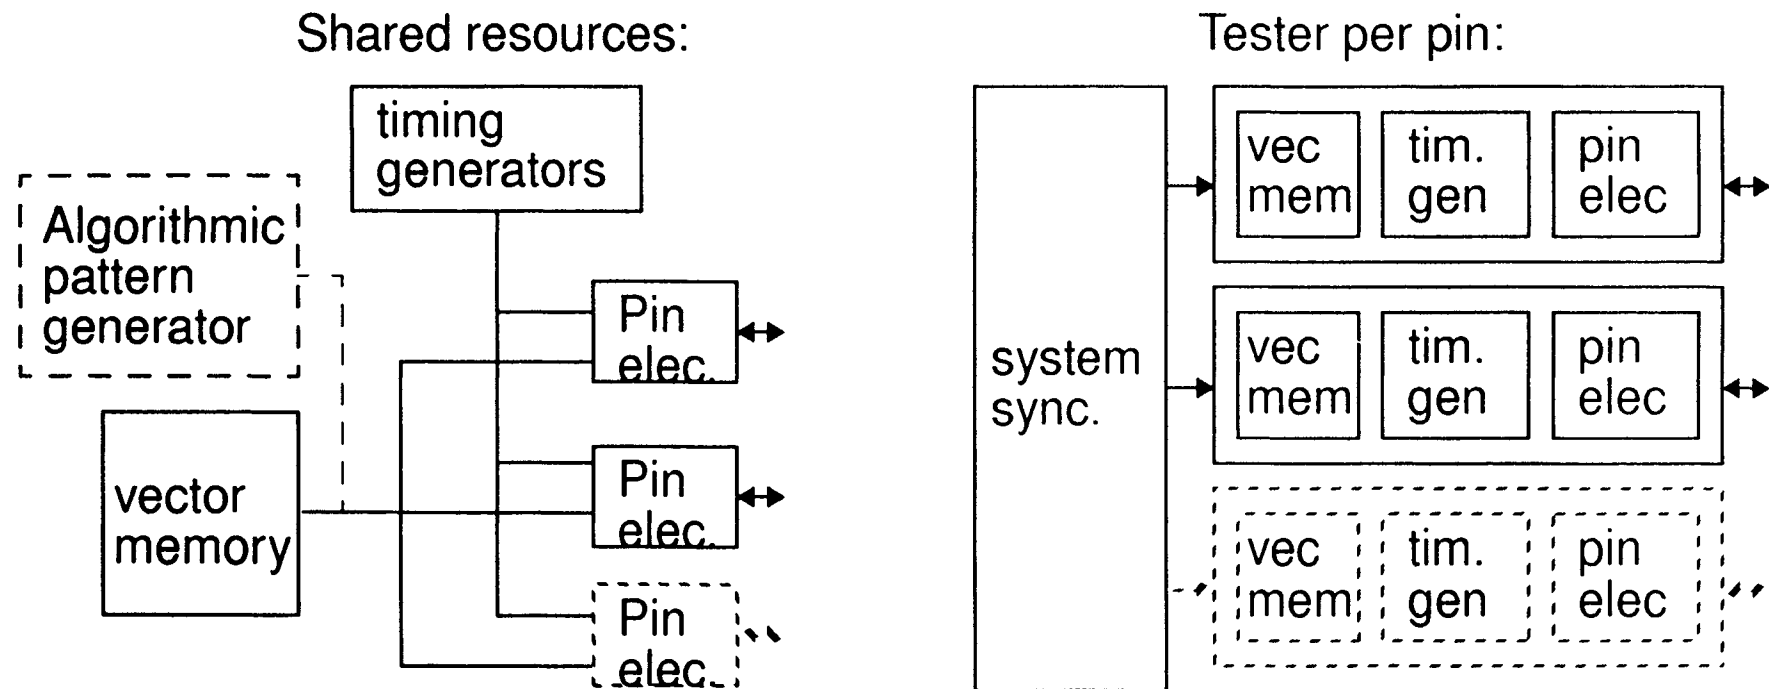 Shared resources:
timing
generators
Algorithmic
pattern
generator
vector
memory
Pin
elec.
Pin
elec.
Pin
elec.
Tester per pin:
system
sync.
vec
mem
tim.
gen
pin
elec
vec
mem
tim.
gen
pin
elec
vec
mem
tim.
gen
pin
elec